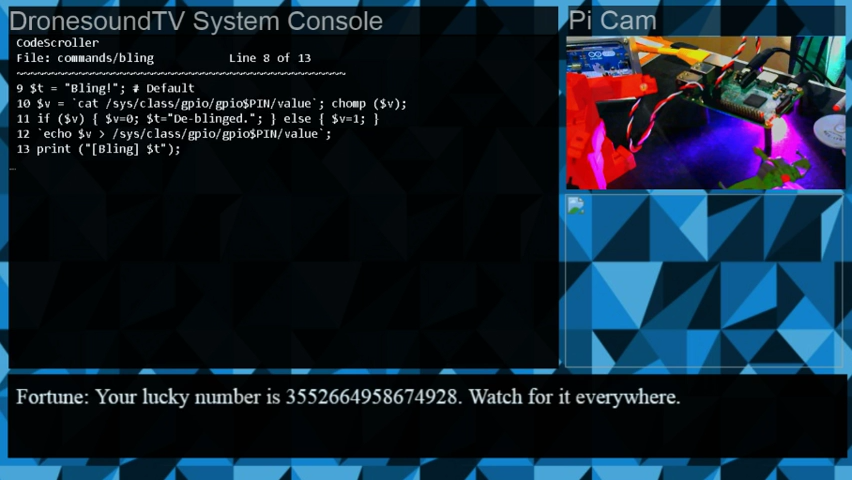 DronesoundTV System Console
Pi Cam
CodeScroller
File: commands/bling Line 8 of 13
~~~~~~~~~~~~~~~~~~~~~~~~~~~~~~~~~~~~~~~~~~~~~~~
9 $t = "Bling!"; # Default
10 $v = `cat /sys/class/gpio/gpio$PIN/value`; chomp ($v);
11 if ($v) { $v=0; $t="De-blinged."; } else { $v=1; }
12 `echo $v > /sys/class/gpio/gpio$PIN/value`;
13 print ("[Bling] $t");
Fortune: Your lucky number is 3552664958674928. Watch for it everywhere.